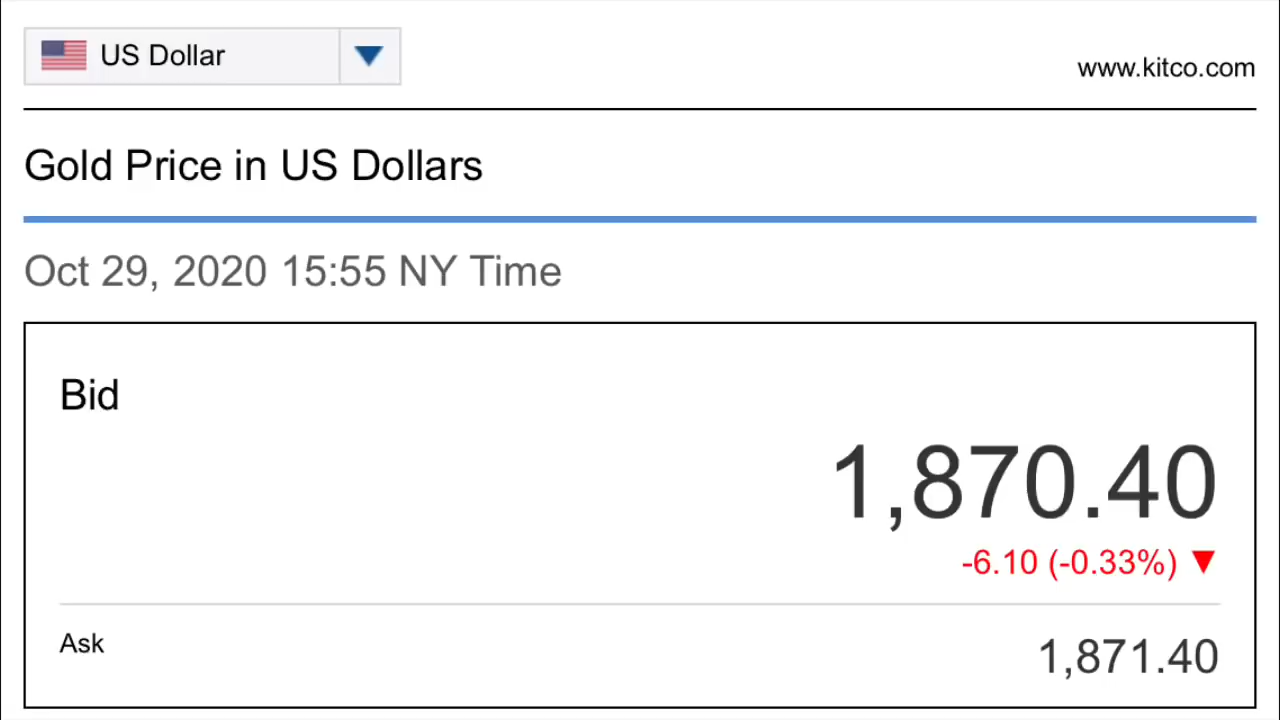 US Dollar
www.kitco.com
Gold Price in US Dollars
Oct 29, 2020 15:55 NY Time
Bid
1,870.40
-6.10 (-0.33%) ▼
Ask 1,871.40